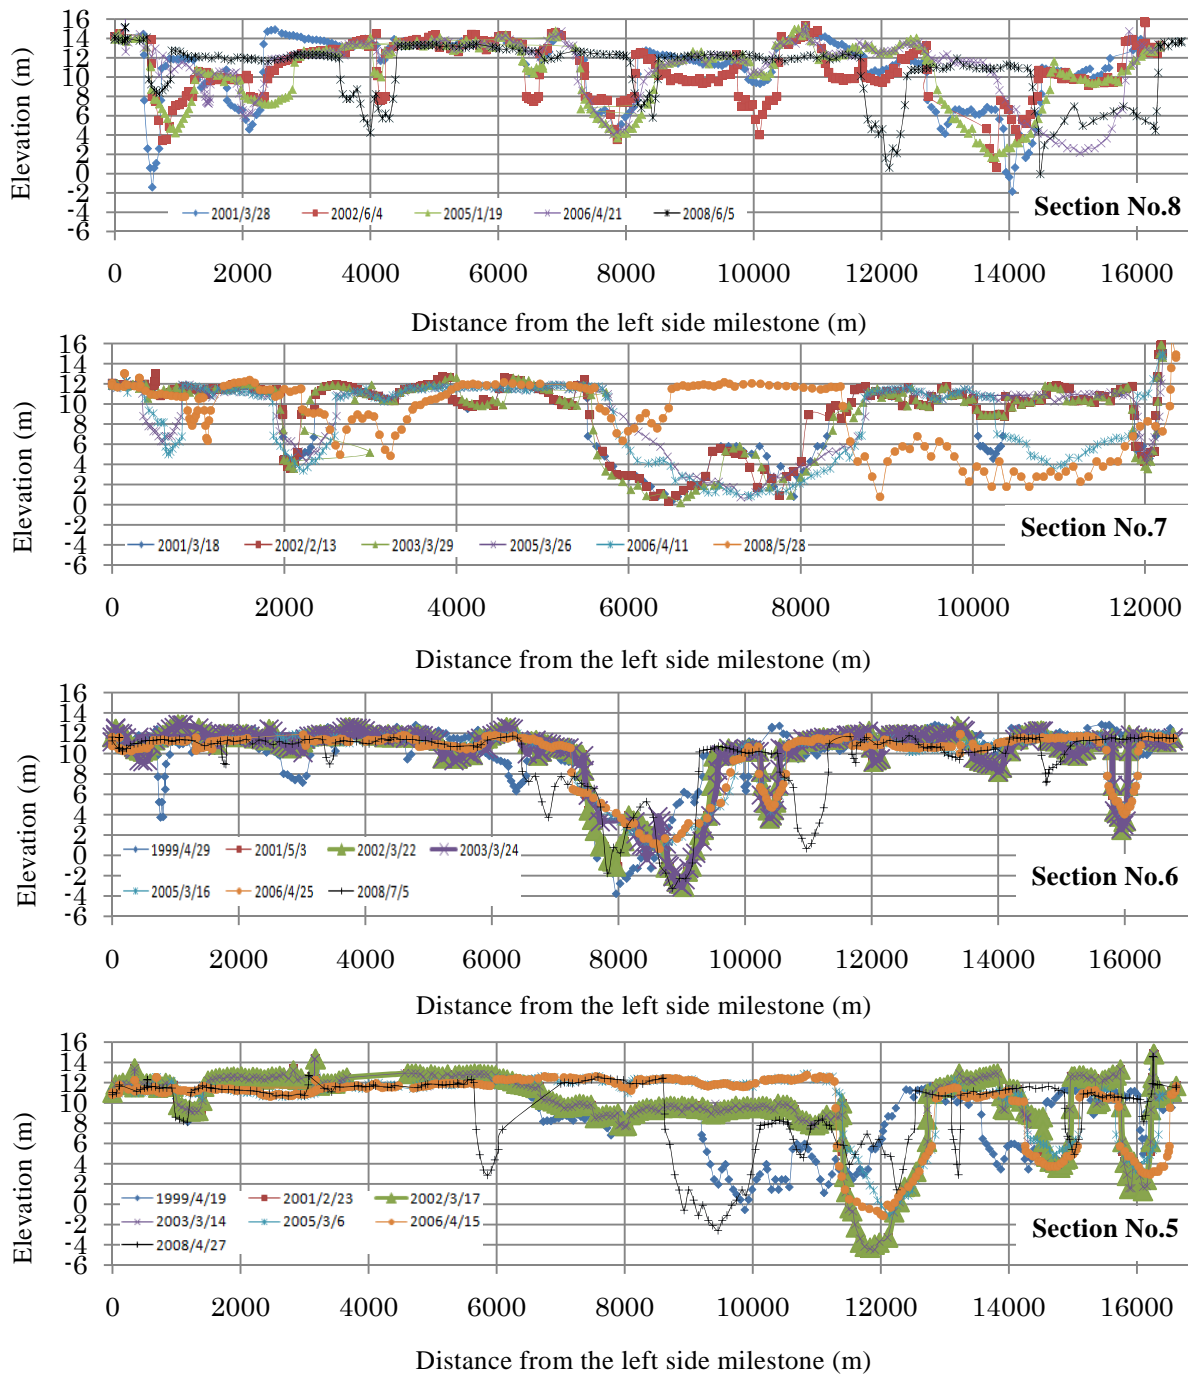 16
14
12
10
8
6
4
2
0
-2
-4
-6
Elevation (m)
2001/3/28 2002/6/4 2005/1/19 2006/4/21 2008/6/5
Section No.8
0 2000 4000 6000 8000 10000 12000 14000 16000
Distance from the left side milestone (m)
16
14
12
10
8
6
4
2
0
-2
-4
-6
Elevation (m)
2001/3/18 2002/2/13 2003/3/29 2005/3/26 2006/4/11 2008/5/28
Section No.7
0 2000 4000 6000 8000 10000 12000
Distance from the left side milestone (m)
16
14
12
10
8
6
4
2
0
-2
-4
-6
Elevation (m)
1999/4/29 2001/5/3 2002/3/22 2003/3/24
2005/3/16 2006/4/25 2008/7/5
Section No.6
0 2000 4000 6000 8000 10000 12000 14000 16000
Distance from the left side milestone (m)
16
14
12
10
8
6
4
2
0
-2
-4
-6
Elevation (m)
1999/4/19 2001/2/23 2002/3/17
2003/3/14 2005/3/6 2006/4/15
2008/4/27
Section No.5
0 2000 4000 6000 8000 10000 12000 14000 16000
Distance from the left side milestone (m)